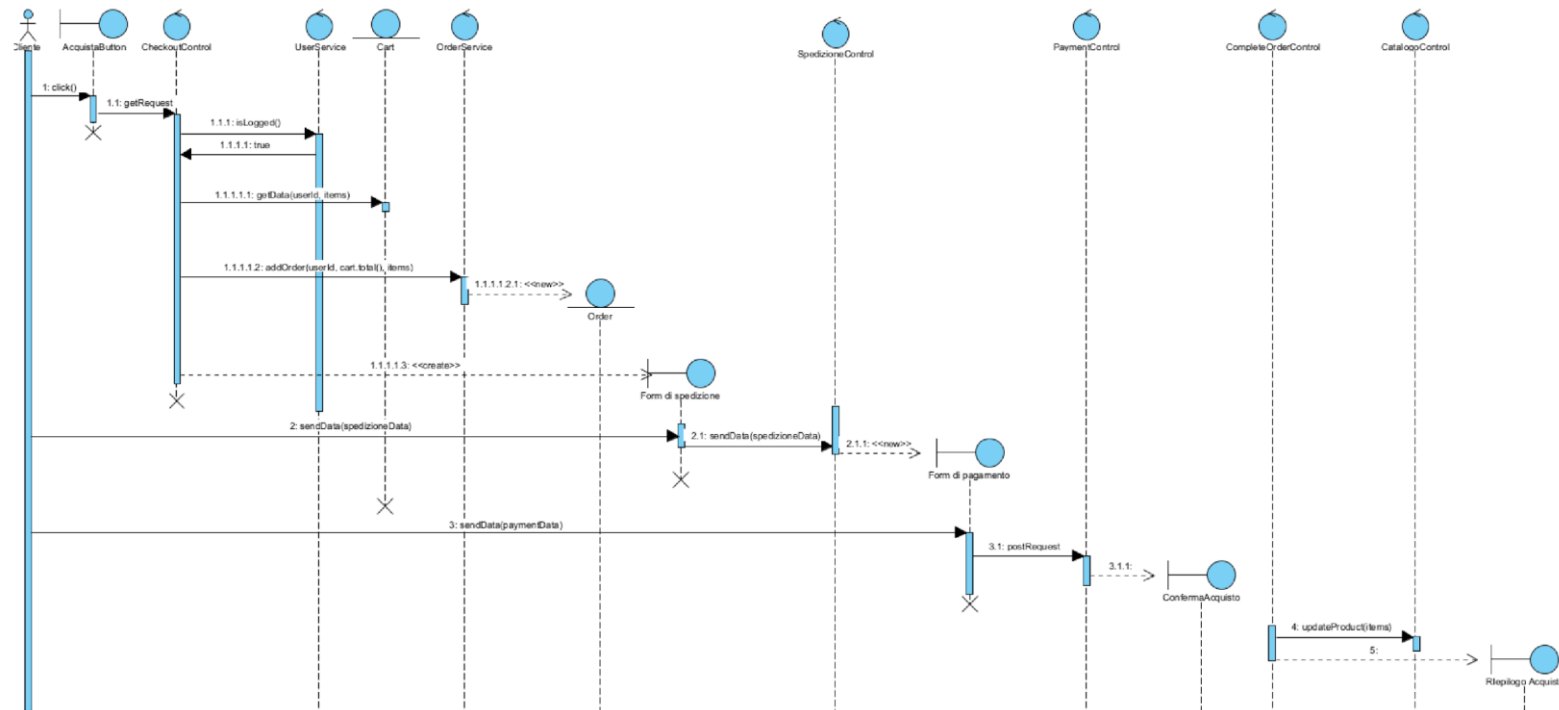 Cliente
AcquistaButton
CheckoutControl
UserService
Cart
OrderService
SpedizioneControl
PaymentControl
CompleteOrderControl
CatalogoControl
1: click()
1.1: getRequest
1.1.1: isLogged()
1.1.1.1: true
1.1.1.1.1: getData(userId, items)
1.1.1.1.2: addOrder(userId, cart.total(), items)
1.1.1.1.2.1: <<new>>
Order
1.1.1.1.3: <<create>>
Form di spedizione
2: sendData(spedizioneData)
2.1: sendData(spedizioneData)
2.1.1: <<new>>
Form di pagamento
3: sendData(paymentData)
3.1: postRequest
3.1.1:
ConfermaAcquisto
4: updateProduct(items)
5:
RIepilogo Acquist